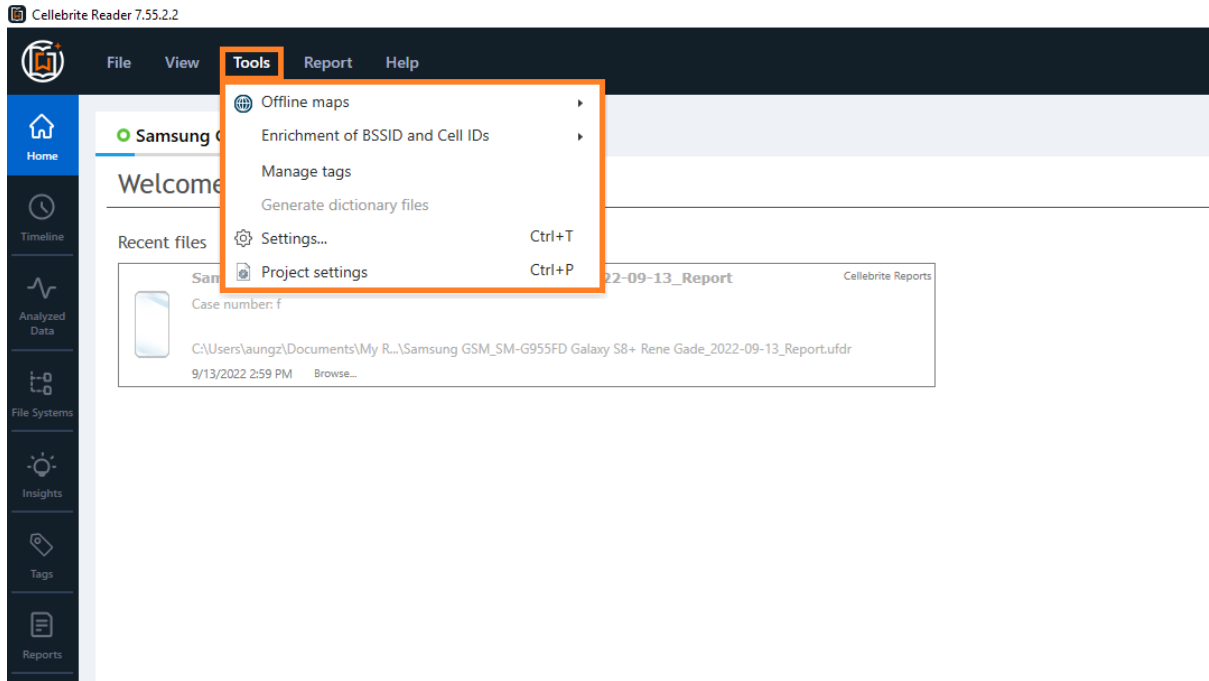 Cellebrite Reader 7.55.2.2
File View Tools Report Help
Offline maps
Enrichment of BSSID and Cell IDs
Manage tags
Generate dictionary files
Settings... Ctrl+T
Project settings Ctrl+P
Home
Timeline
Analyzed
Data
File Systems
Insights
Tags
Reports
Samsung
Welcome
Recent files
22-09-13_Report Cellebrite Reports
Case number: f
C:\Users\aungz\Documents\My R...\Samsung GSM_SM-G955FD Galaxy S8+ Rene Gade_2022-09-13_Report.ufdr
9/13/2022 2:59 PM Browse...